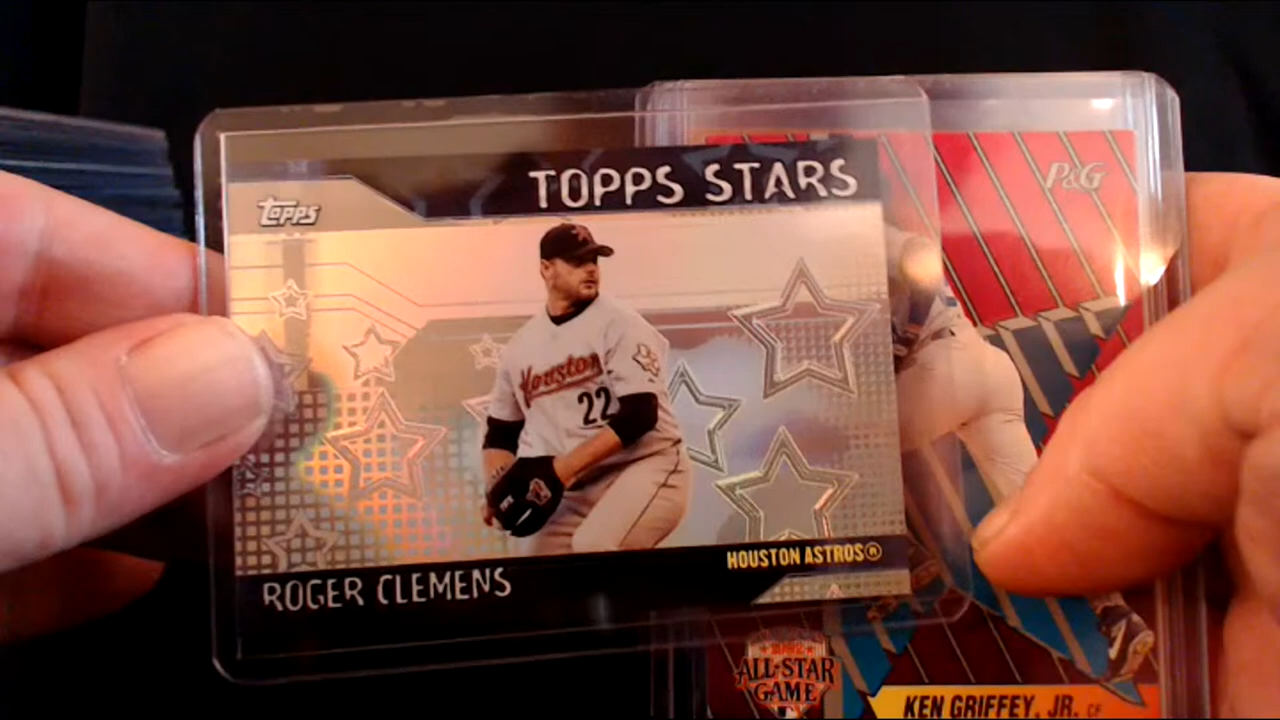 TOPPS STARS
topps
Houston
22
HOUSTON ASTROS®
ROGER CLEMENS
P&G
ALL-STAR
GAME
KEN GRIFFEY, JR. CF